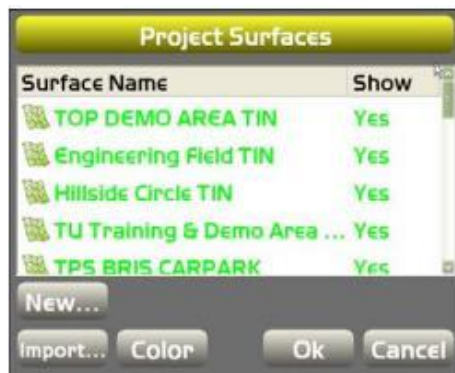 Project Surfaces
Surface Name Show
TOP DEMO AREA TIN Yes
Engineering Field TIN Yes
Hillside Circle TIN Yes
TU Training & Demo Area ... Yes
TPS BRIS CARPARK Yes
New...
Import... Color Ok Cancel